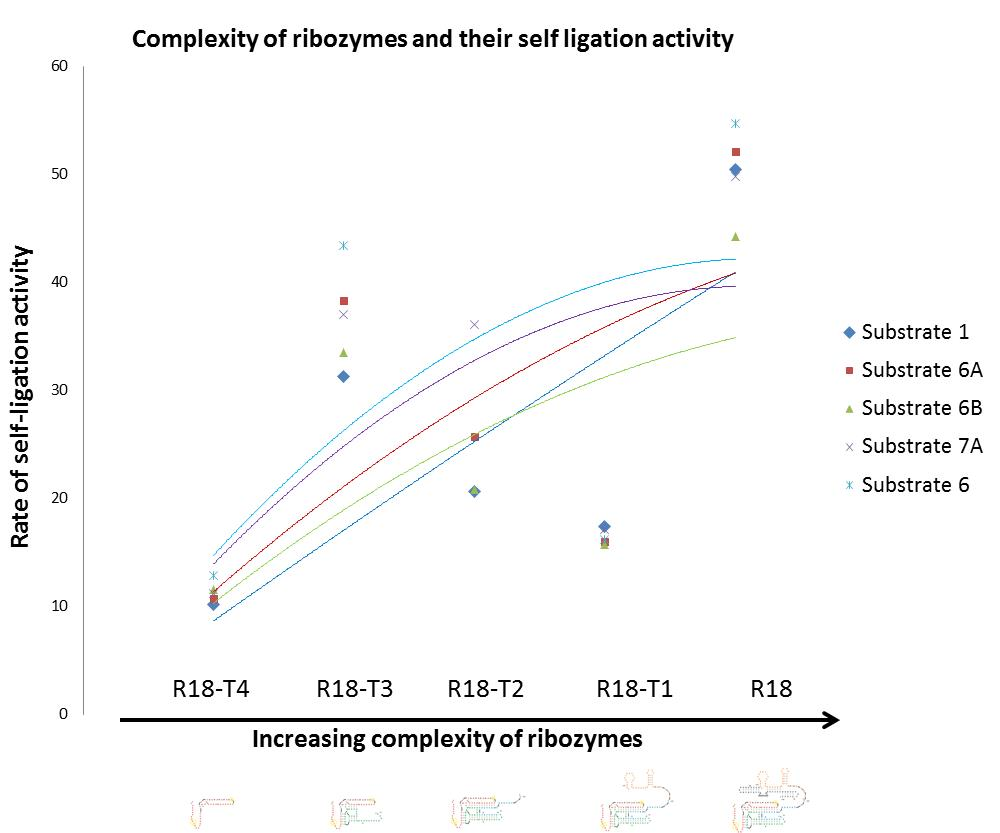 Complexity of ribozymes and their self ligation activity
60
50
40
30
20
10
0
Rate of self-ligation activity
Substrate 1
Substrate 6A
Substrate 6B
Substrate 7A
Substrate 6
R18-T4 R18-T3 R18-T2 R18-T1 R18
Increasing complexity of ribozymes